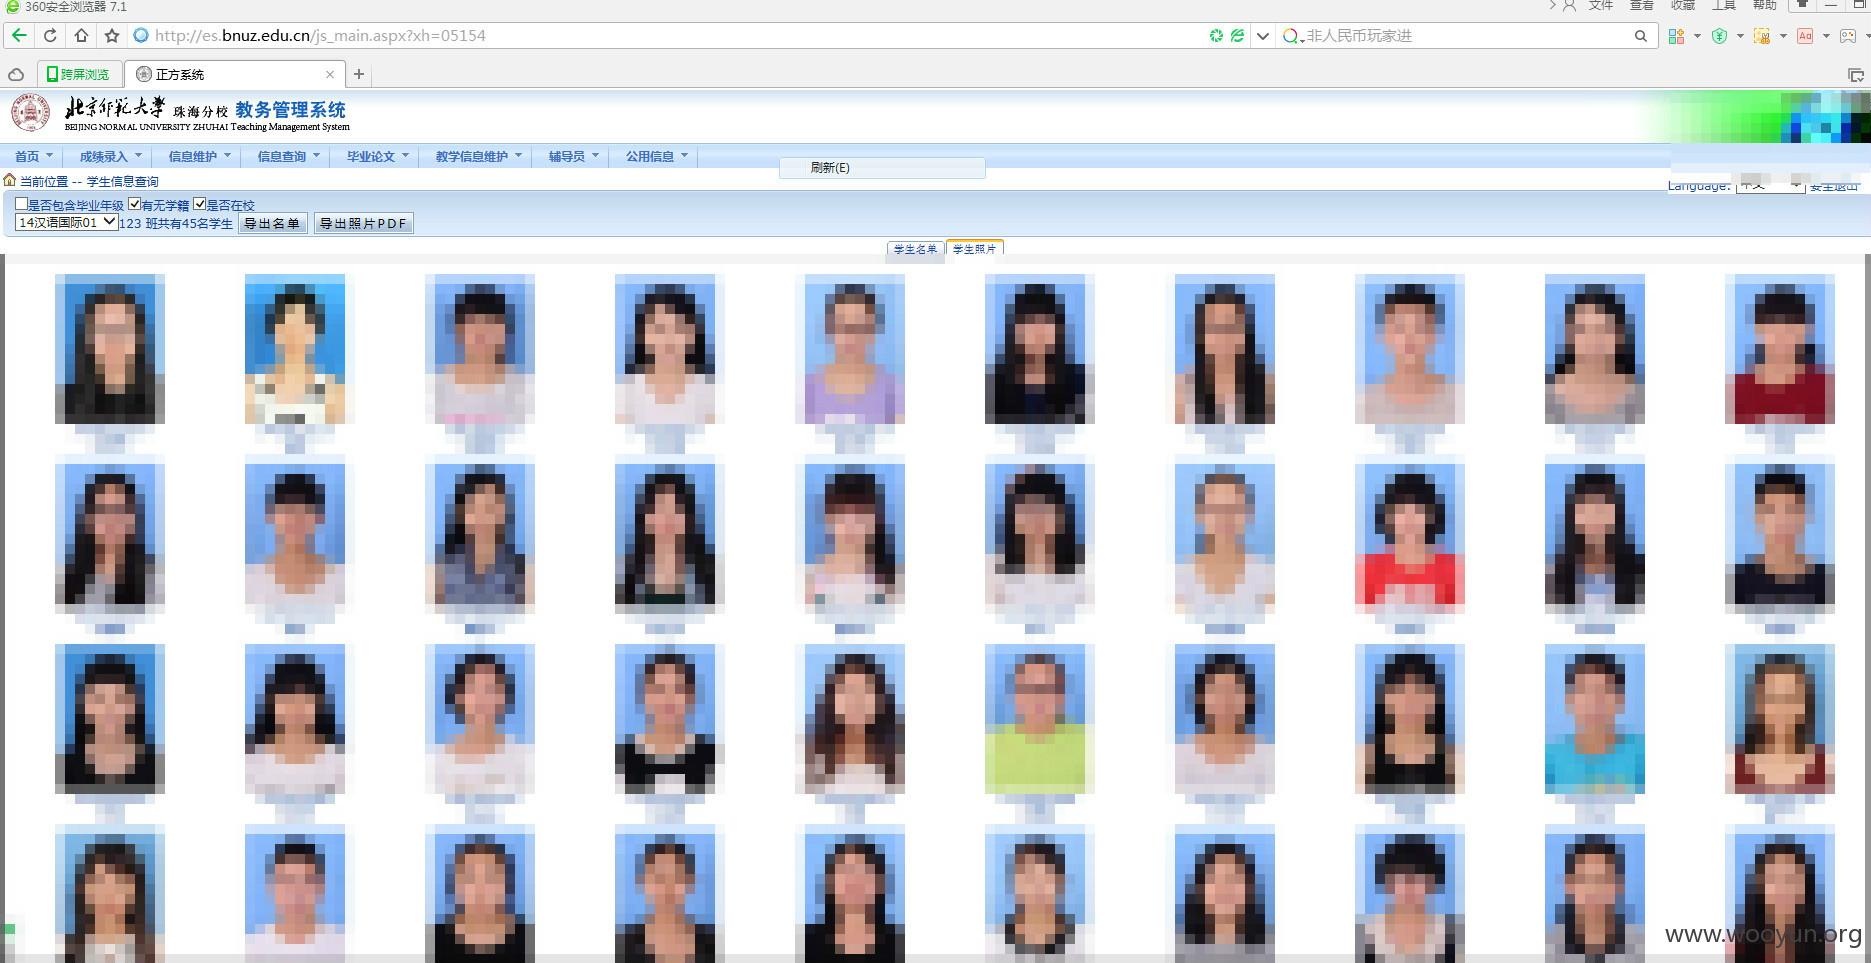 360安全浏览器 7.1
文件 查看 收藏 工具 帮助
http://es.bnuz.edu.cn/js_main.aspx?xh=05154
非人民币玩家进
跨屏浏览 正方系统
北京师范大学 珠海分校 教务管理系统
BEIJING NORMAL UNIVERSITY ZHUHAI Teaching Management System
首页 成绩录入 信息维护 信息查询 毕业论文 教学信息维护 辅导员 公用信息
刷新(E)
当前位置 -- 学生信息查询
Language: 中文 安全退出
是否包含毕业年级 有无学籍 是否在校
14汉语国际01 123 班共有45名学生 导出名单 导出照片PDF
学生名单 学生照片
www.wooyun.org